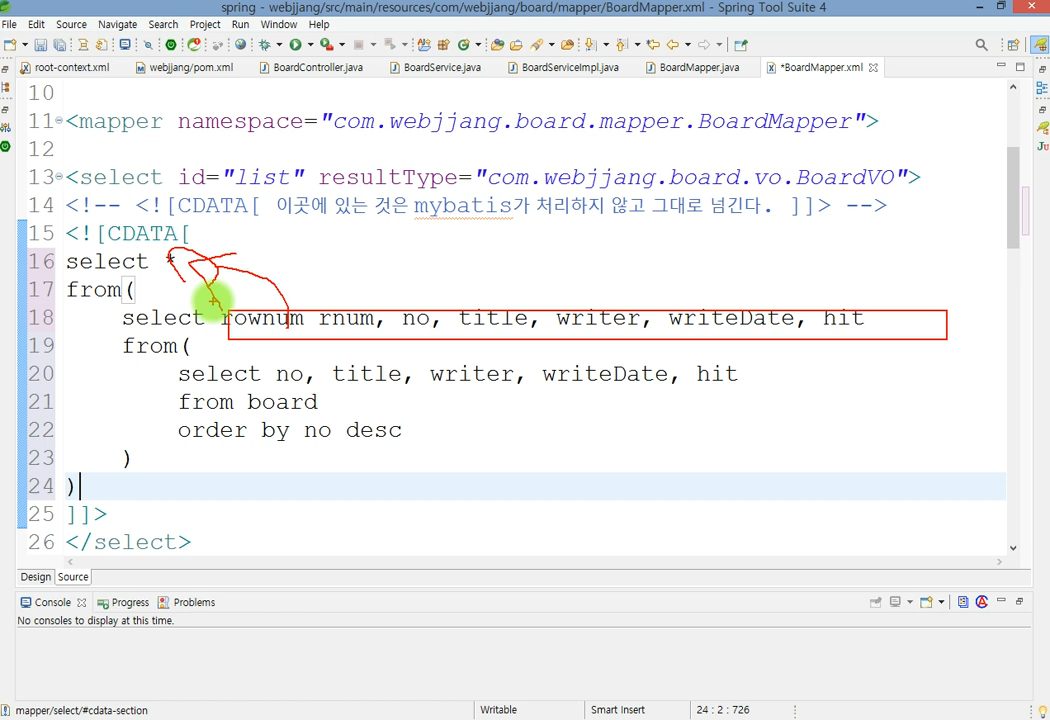 spring - webjjang/src/main/resources/com/webjjang/board/mapper/BoardMapper.xml - Spring Tool Suite 4
File Edit Source Navigate Search Project Run Window Help
root-context.xml webjjang/pom.xml BoardController.java BoardService.java BoardServiceImpl.java BoardMapper.java *BoardMapper.xml
10
11 <mapper namespace="com.webjjang.board.mapper.BoardMapper">
12
13 <select id="list" resultType="com.webjjang.board.vo.BoardVO">
14 <!-- <![CDATA[ 이곳에 있는 것은 mybatis가 처리하지 않고 그대로 넘긴다. ]]> -->
15 <![CDATA[
16 select *
17 from(
18 select rownum rnum, no, title, writer, writeDate, hit
19 from(
20 select no, title, writer, writeDate, hit
21 from board
22 order by no desc
23 )
24 )
25 ]]>
26 </select>
Design Source
Console Progress Problems
No consoles to display at this time.
mapper/select/#cdata-section Writable Smart Insert 24 : 2 : 726